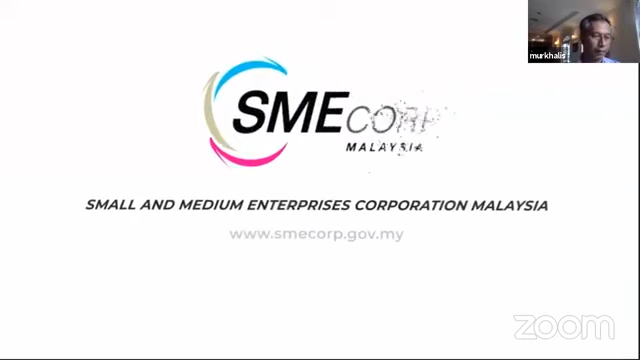 murkhalis
SMECORP
MALAYSIA
SMALL AND MEDIUM ENTERPRISES CORPORATION MALAYSIA
www.smecorp.gov.my
zoom